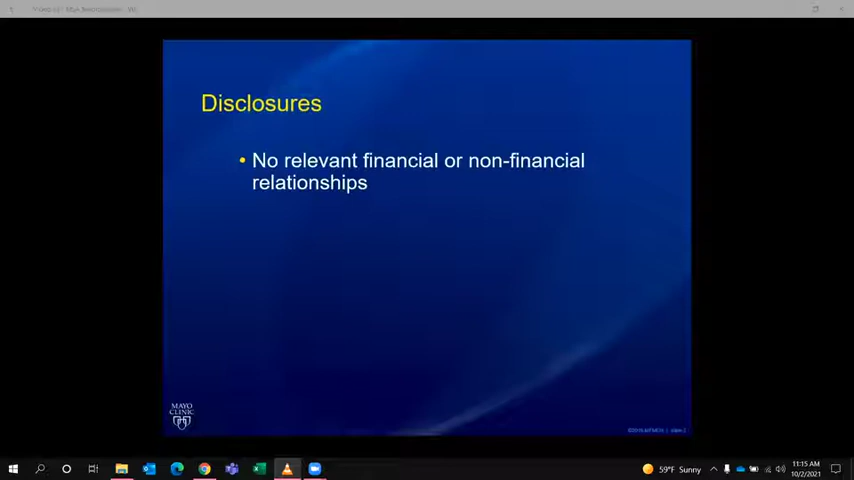 Disclosures
• No relevant financial or non-financial
relationships
MAYO
CLINIC
59°F Sunny
11:15 AM
10/2/2021